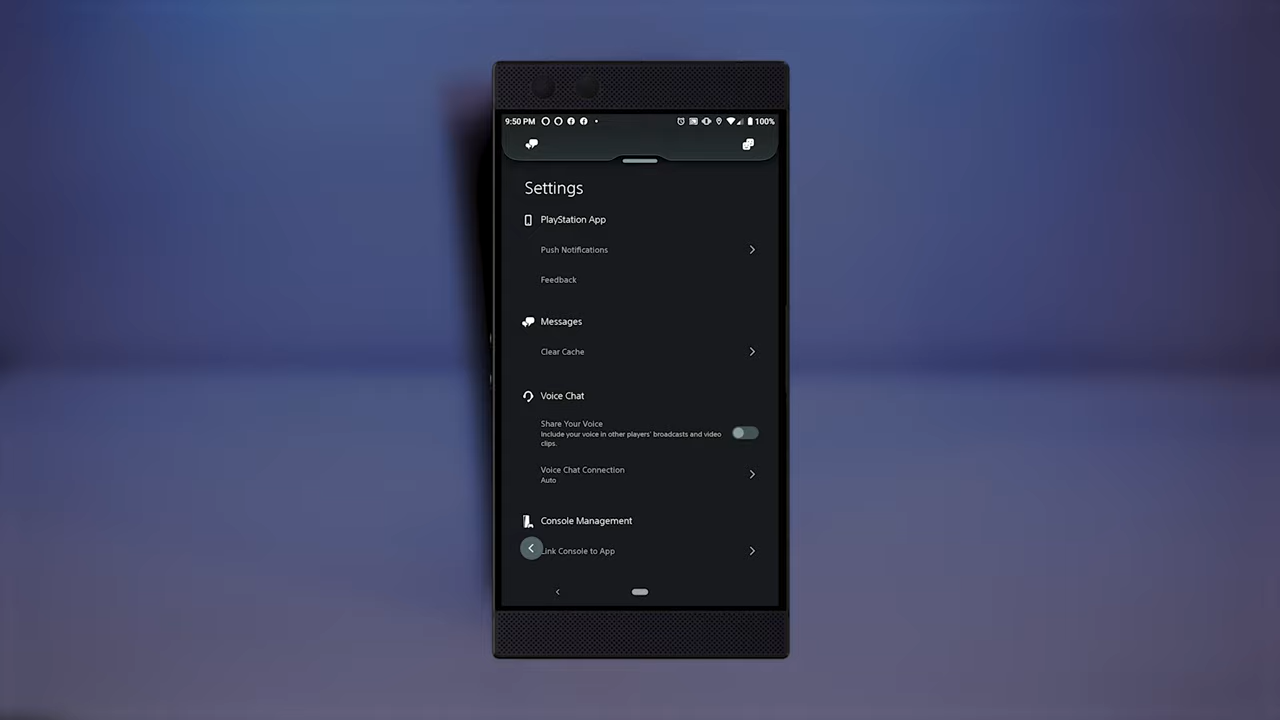 9:50 PM 100%
Settings
PlayStation App
Push Notifications
Feedback
Messages
Clear Cache
Voice Chat
Share Your Voice
Include your voice in other players' broadcasts and video
clips.
Voice Chat Connection
Auto
Console Management
Link Console to App